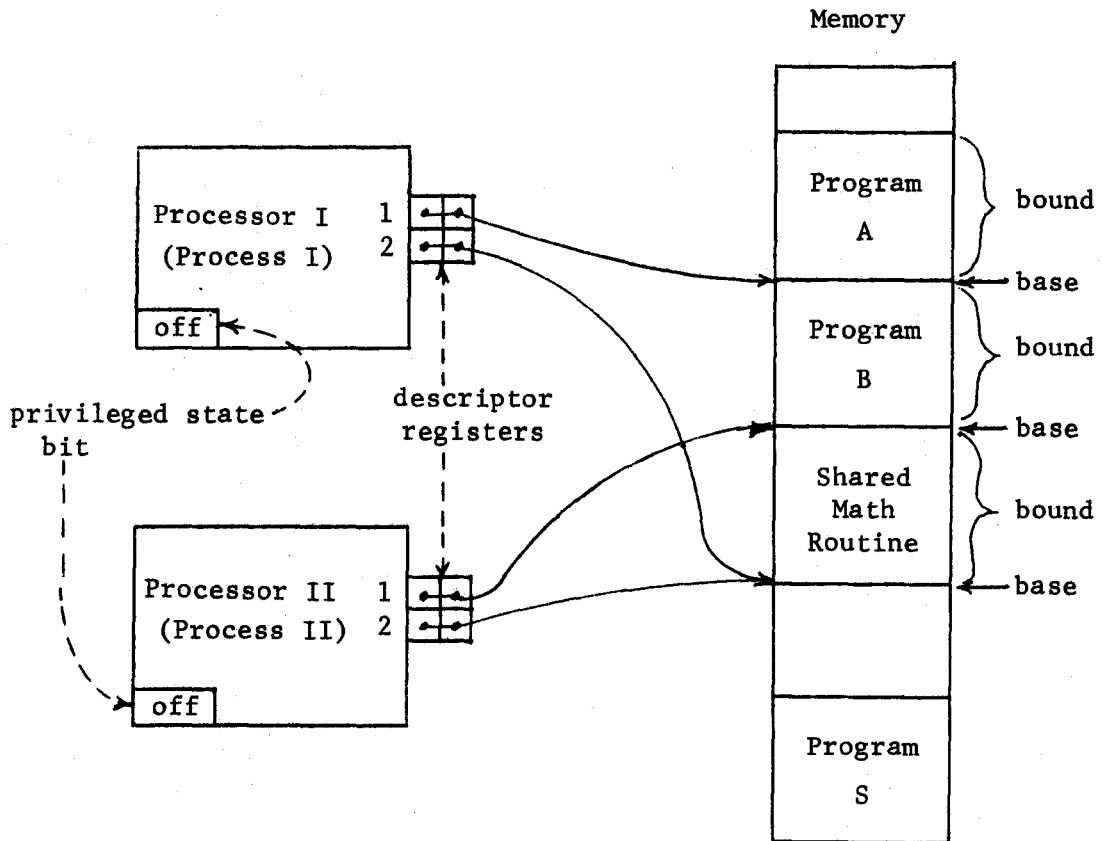 Memory
Program
A
bound
Processor I 1
(Process I) 2
off
base
Program
B
bound
privileged state
bit
descriptor
registers
base
Shared
Math
Routine
bound
Processor II 1
(Process II) 2
off
base
Program
S